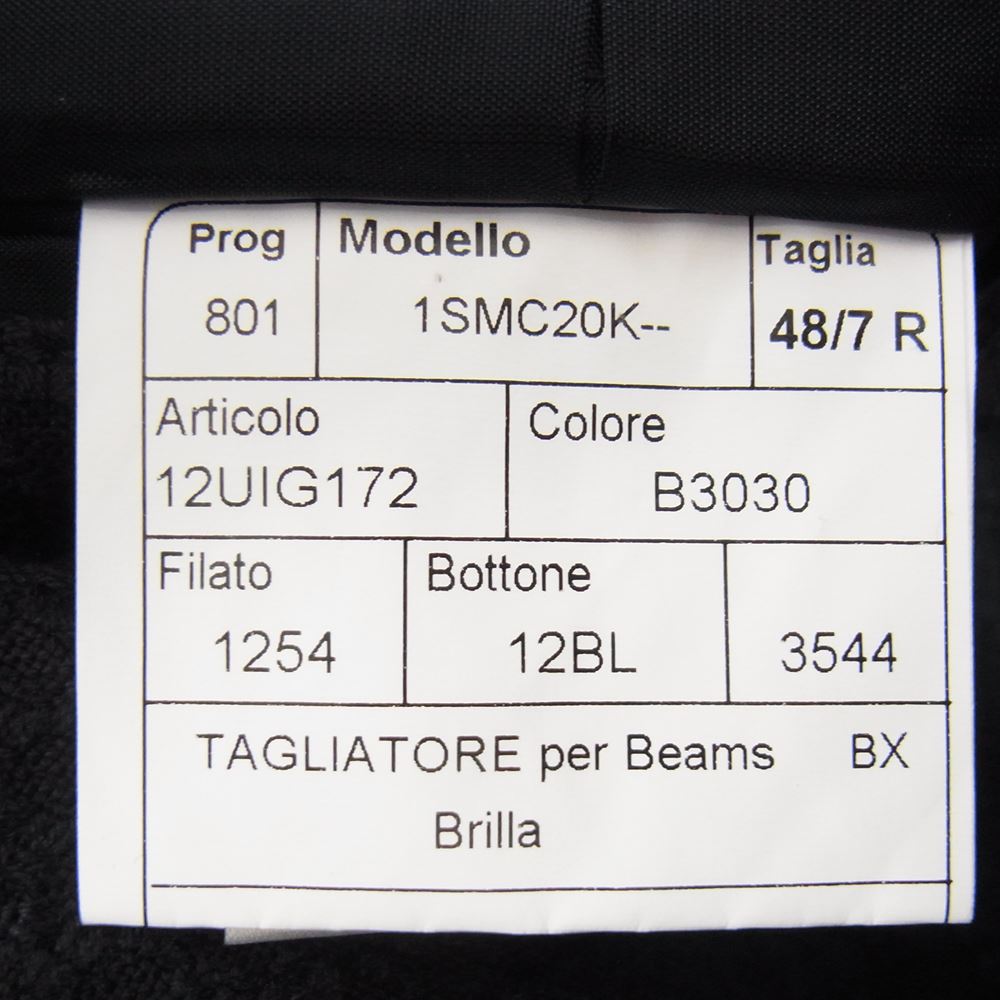 Prog Modello Taglia
801 1SMC20K-- 48/7 R
Articolo Colore
12UIG172 B3030
Filato Bottone
1254 12BL 3544
TAGLIATORE per Beams BX
Brilla